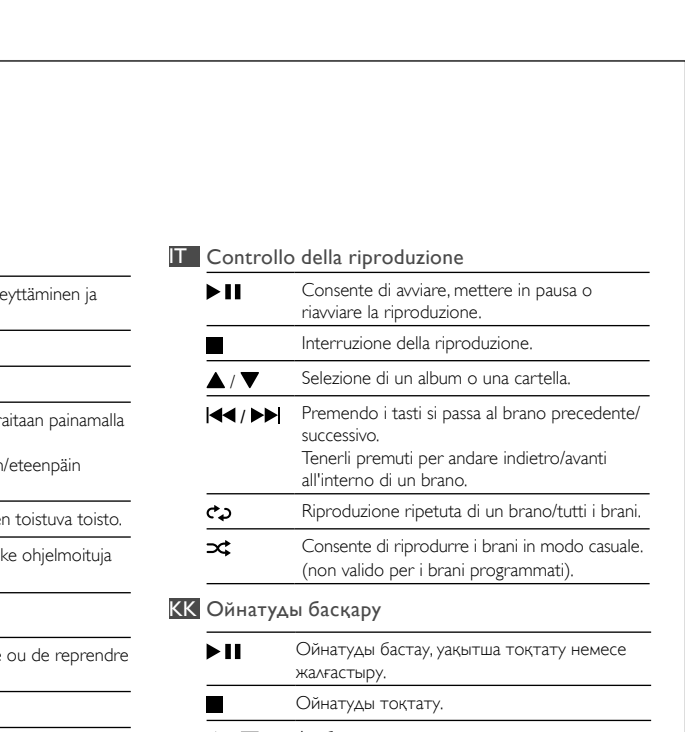 eyttäminen ja
raitaan painamalla
n/eteenpäin
en toistuva toisto.
ke ohjelmoituja
e ou de reprendre
IT Controllo della riproduzione
Consente di avviare, mettere in pausa o
riavviare la riproduzione.
Interruzione della riproduzione.
/ Selezione di un album o una cartella.
/ Premendo i tasti si passa al brano precedente/
successivo.
Tenerli premuti per andare indietro/avanti
all'interno di un brano.
Riproduzione ripetuta di un brano/tutti i brani.
Consente di riprodurre i brani in modo casuale.
(non valido per i brani programmati).
KK Ойнатуды басқару
Ойнатуды бастау, уақытша тоқтату немесе
жалғастыру.
Ойнатуды тоқтату.